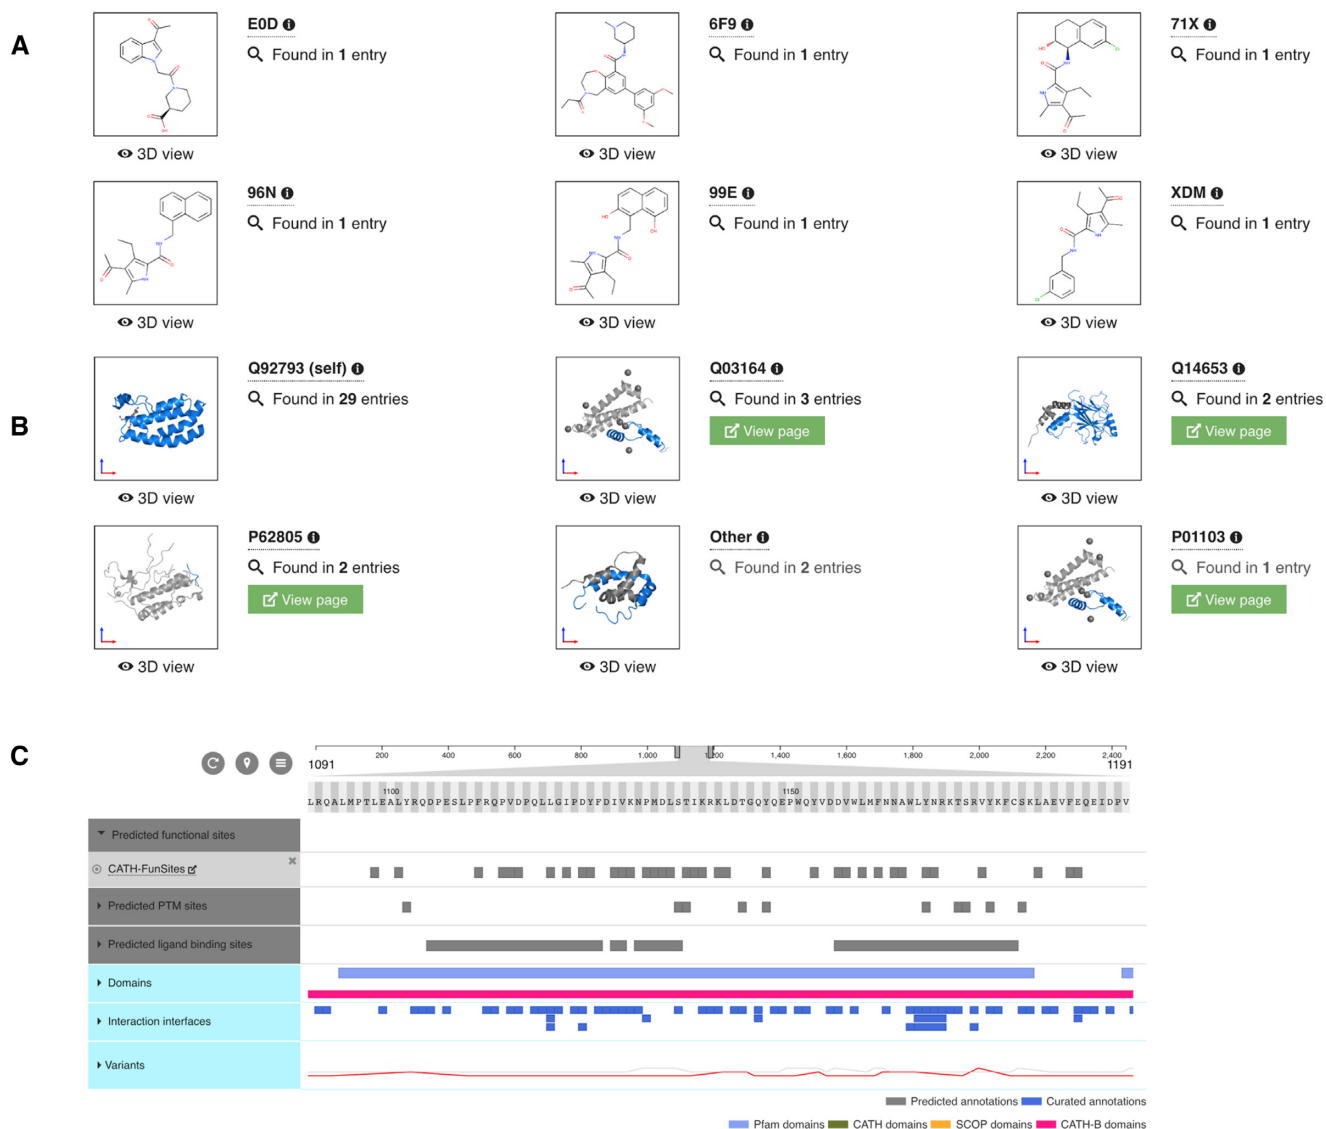 A
E0D
Found in 1 entry
3D view
6F9
Found in 1 entry
3D view
71X
Found in 1 entry
3D view
96N
Found in 1 entry
3D view
99E
Found in 1 entry
3D view
XDM
Found in 1 entry
3D view
B
Q92793 (self)
Found in 29 entries
3D view
Q03164
Found in 3 entries
View page
3D view
Q14653
Found in 2 entries
View page
3D view
P62805
Found in 2 entries
View page
3D view
Other
Found in 2 entries
3D view
P01103
Found in 1 entry
View page
3D view
C
200 400 600 800 1,000 1,200 1,400 1,600 1,800 2,000 2,200 2,400
1091 1191
1100 1150
LRQALMPTLEALYRQDPESLPFRQPVDPQLLGIPDYFDIVKNPMDLSTIKRKLDTGQYQEPWQYVDDVWLMFNNAWLYNRKTSRVYKFCSKLAEVFEQEIDPV
Predicted functional sites
CATH-FunSites
Predicted PTM sites
Predicted ligand binding sites
Domains
Interaction interfaces
Variants
Predicted annotations Curated annotations
Pfam domains CATH domains SCOP domains CATH-B domains